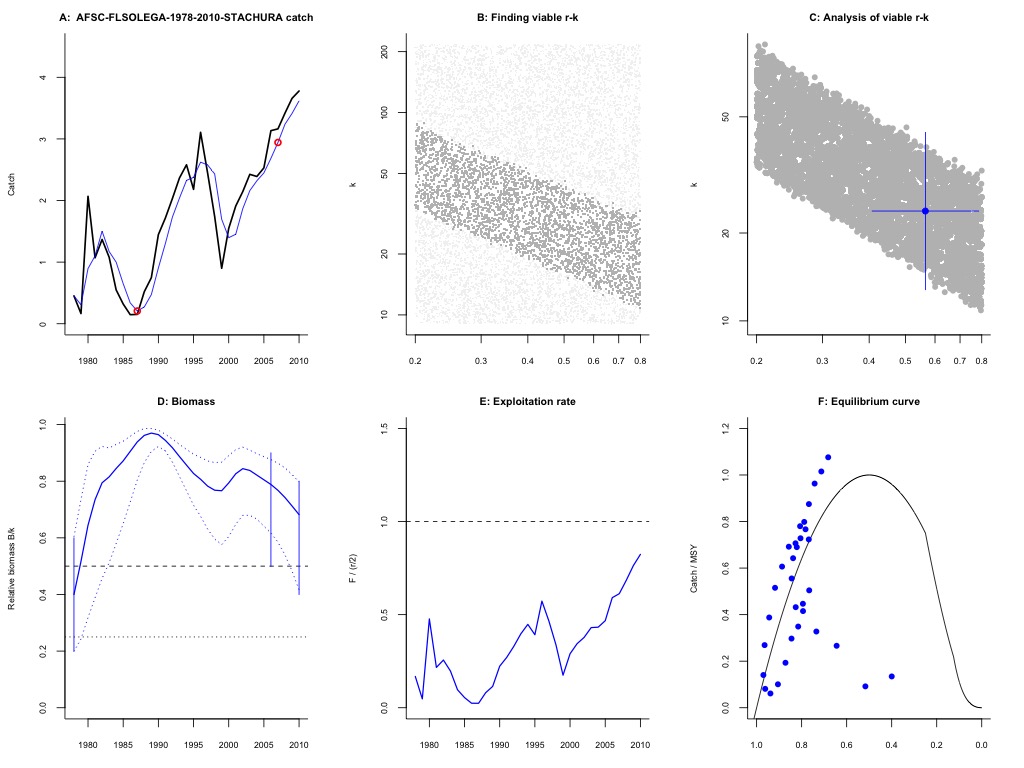 A: AFSC-FLSOLEGA-1978-2010-STACHURA catch
Catch
0 1 2 3 4
1980 1985 1990 1995 2000 2005 2010
B: Finding viable r-k
k
10 20 50 100 200
0.2 0.3 0.4 0.5 0.6 0.7 0.8
C: Analysis of viable r-k
k
10 20 50
0.2 0.3 0.4 0.5 0.6 0.7 0.8
D: Biomass
Relative biomass B/k
0.0 0.2 0.4 0.6 0.8 1.0
1980 1985 1990 1995 2000 2005 2010
E: Exploitation rate
F / (r/2)
0.0 0.5 1.0 1.5
1980 1985 1990 1995 2000 2005 2010
F: Equilibrium curve
Catch / MSY
0.0 0.2 0.4 0.6 0.8 1.0 1.2
1.0 0.8 0.6 0.4 0.2 0.0